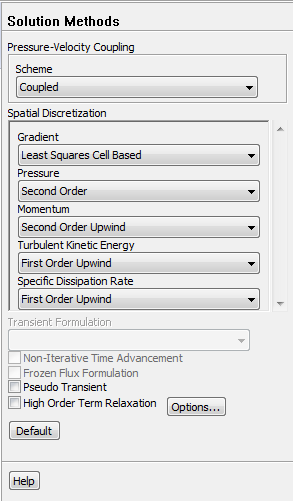 Solution Methods
Pressure-Velocity Coupling
Scheme
Coupled
Spatial Discretization
Gradient
Least Squares Cell Based
Pressure
Second Order
Momentum
Second Order Upwind
Turbulent Kinetic Energy
First Order Upwind
Specific Dissipation Rate
First Order Upwind
Transient Formulation
Non-Iterative Time Advancement
Frozen Flux Formulation
Pseudo Transient
High Order Term Relaxation Options...
Default
Help